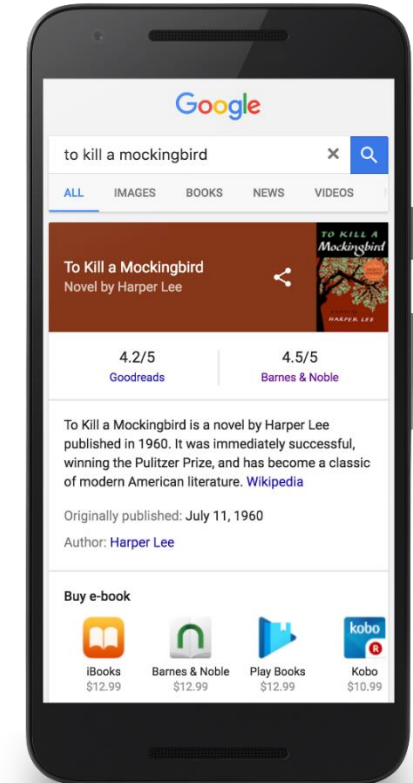 Google
to kill a mockingbird
ALL IMAGES BOOKS NEWS VIDEOS
To Kill a Mockingbird
Novel by Harper Lee
TO KILL A
Mockingbird
HARPER LEE
4.2/5 4.5/5
Goodreads Barnes & Noble
To Kill a Mockingbird is a novel by Harper Lee
published in 1960. It was immediately successful,
winning the Pulitzer Prize, and has become a classic
of modern American literature. Wikipedia
Originally published: July 11, 1960
Author: Harper Lee
Buy e-book
kobo
R
iBooks Barnes & Noble Play Books Kobo
$12.99 $12.99 $12.99 $10.99